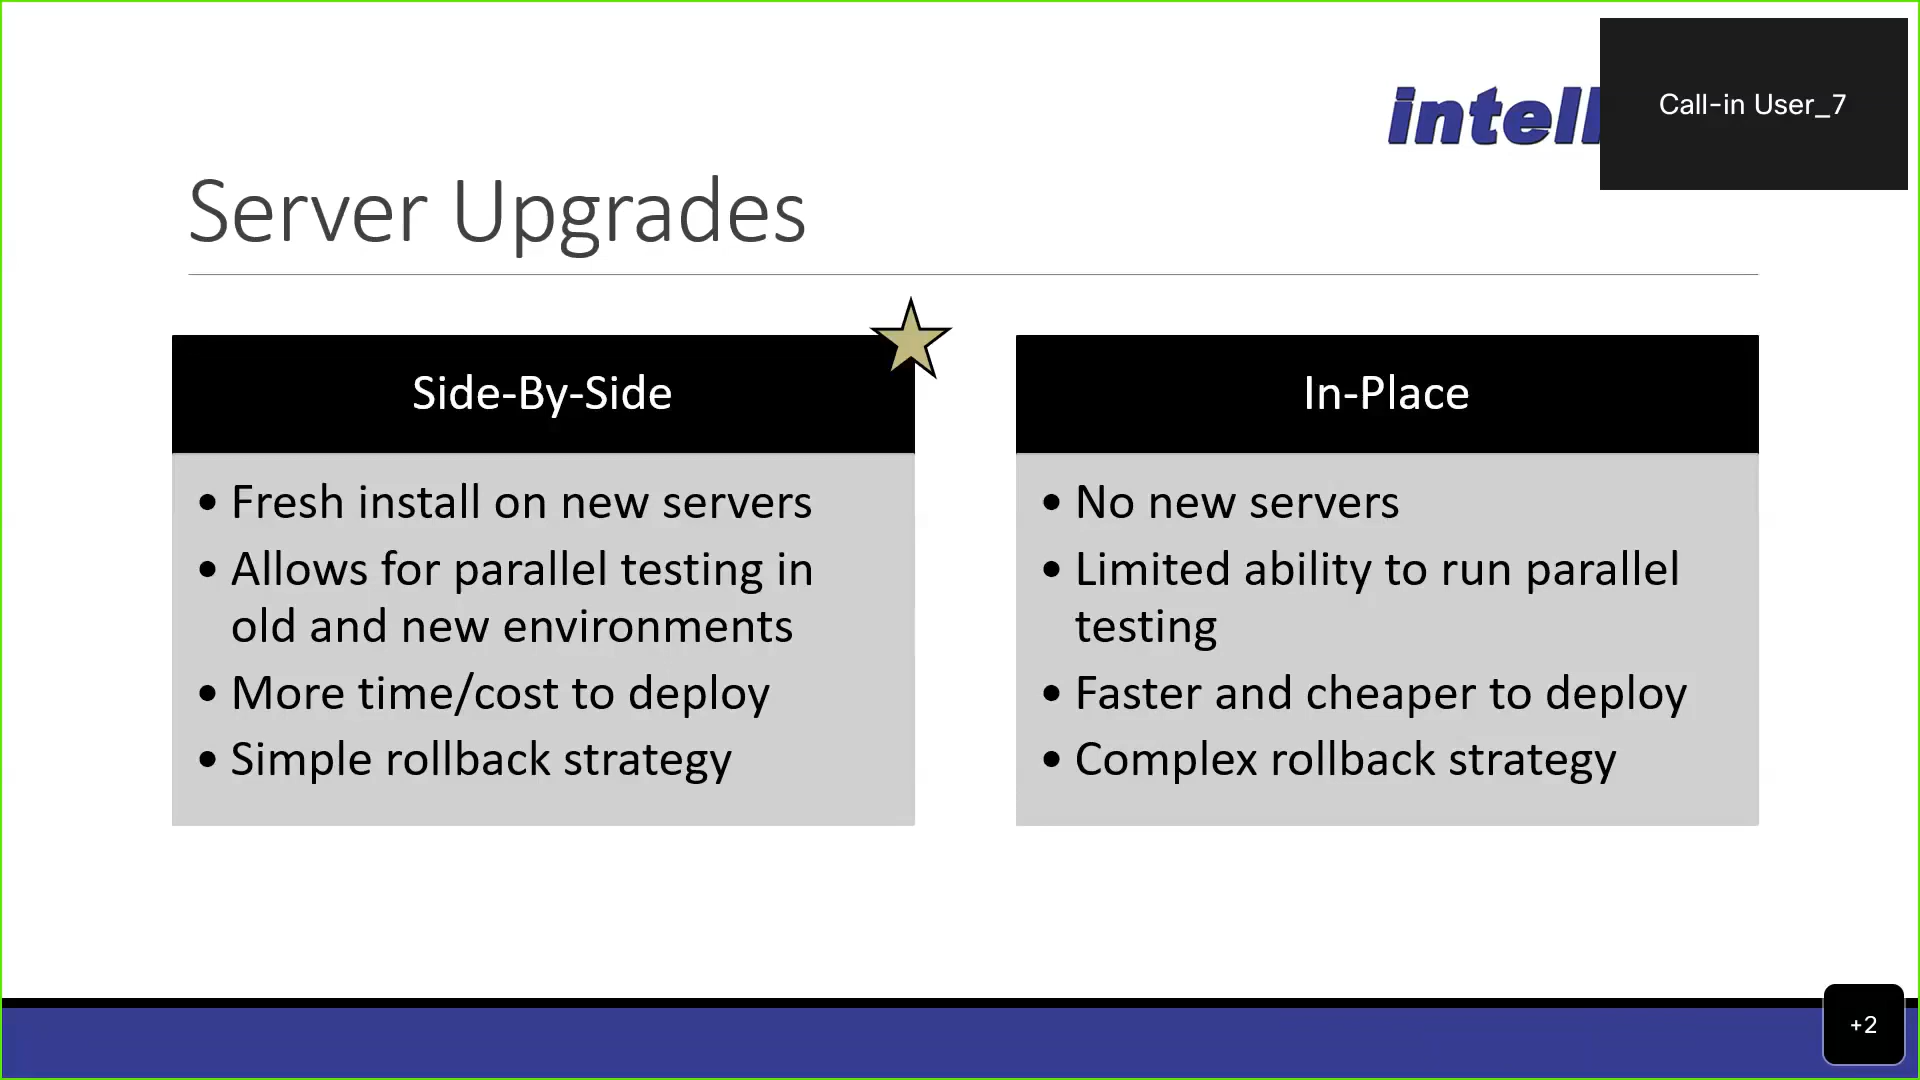 intell
Call-in User_7
Server Upgrades
Side-By-Side
• Fresh install on new servers
• Allows for parallel testing in
old and new environments
• More time/cost to deploy
• Simple rollback strategy
In-Place
• No new servers
• Limited ability to run parallel
testing
• Faster and cheaper to deploy
• Complex rollback strategy
+2